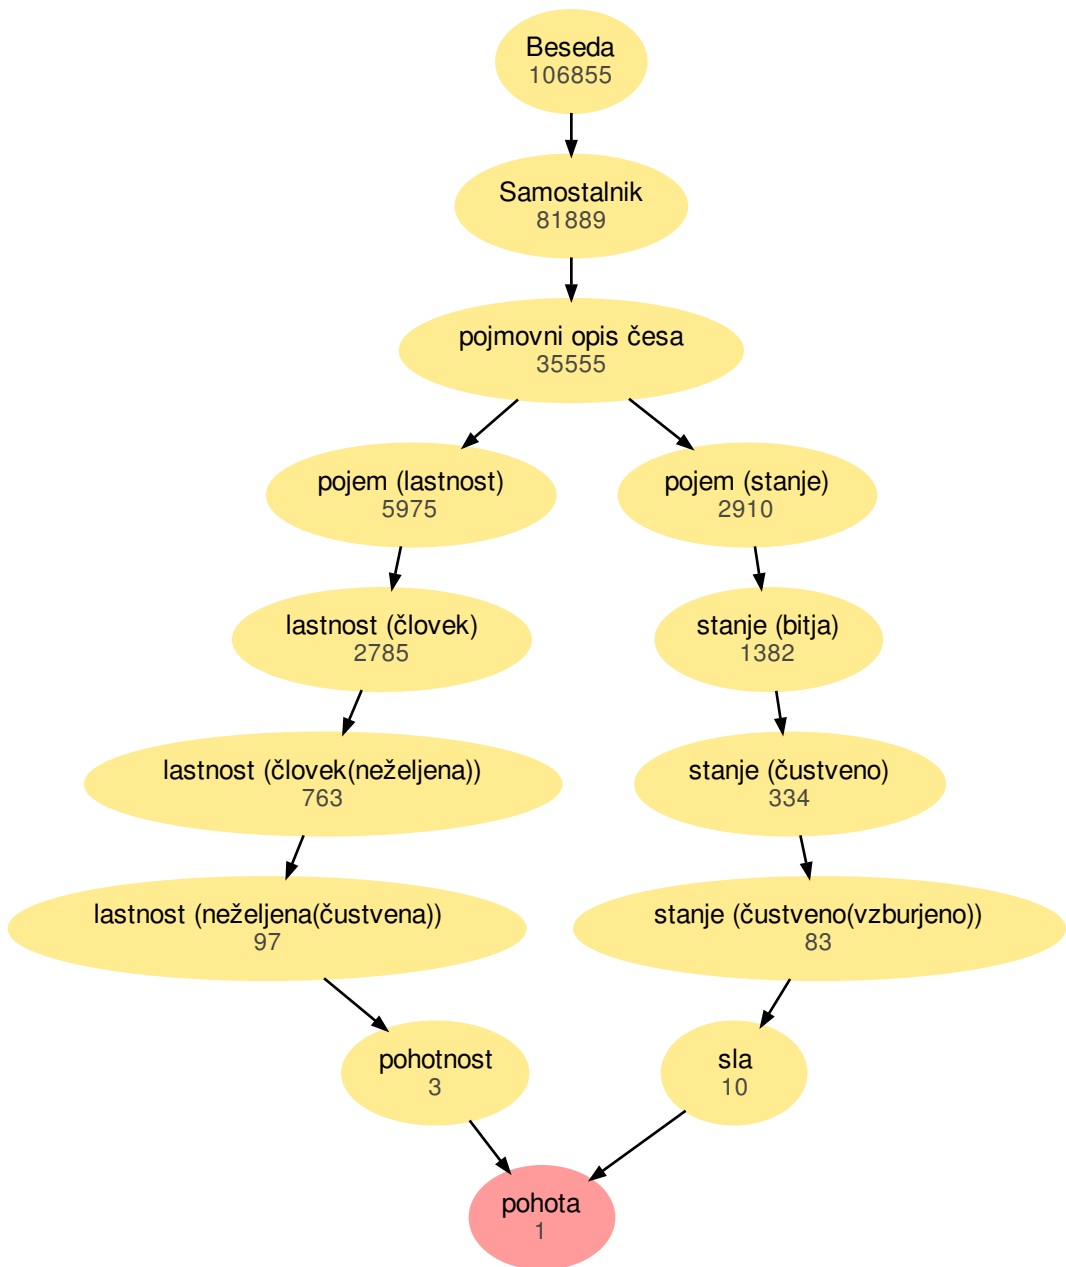 Beseda
106855
Samostalnik
81889
pojmovni opis česa
35555
pojem (lastnost)
5975
pojem (stanje)
2910
lastnost (človek)
2785
stanje (bitja)
1382
lastnost (človek(neželjena))
763
stanje (čustveno)
334
lastnost (neželjena(čustvena))
97
stanje (čustveno(vzburjeno))
83
pohotnost
3
sla
10
pohota
1